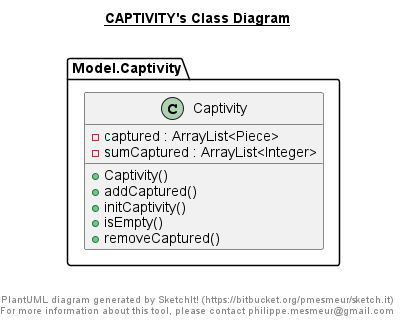 CAPTIVITY's Class Diagram
Model.Captivity
C Captivity
captured : ArrayList<Piece>
sumCaptured : ArrayList<Integer>
Captivity()
addCaptured()
initCaptivity()
isEmpty()
removeCaptured()
PlantUML diagram generated by SketchIt! (https://bitbucket.org/pmesmeur/sketch.it)
For more information about this tool, please contact philippe.mesmeur@gmail.com